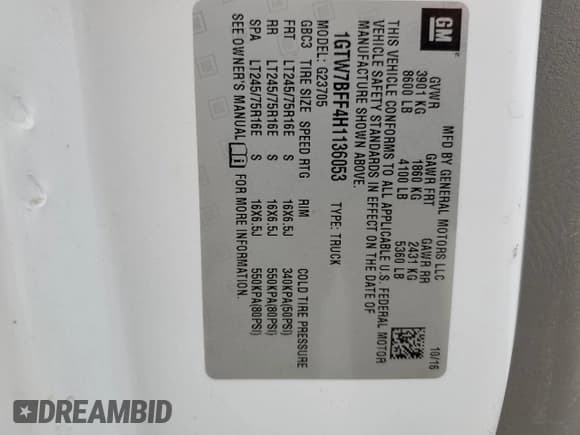 GM
MFD BY GENERAL MOTORS LLC 10/16
GVWR GAWR FRT GAWR RR
3901 KG 1860 KG 2431 KG
8600 LB 4100 LB 5360 LB
THIS VEHICLE CONFORMS TO ALL APPLICABLE U.S. FEDERAL MOTOR
VEHICLE SAFETY STANDARDS IN EFFECT ON THE DATE OF
MANUFACTURE SHOWN ABOVE.
1GTW7BFF4H1136053 TYPE: TRUCK
MODEL: G23705
GBC3 TIRE SIZE SPEED RTG RIM COLD TIRE PRESSURE
FRT LT245/75R16E S 16X6.5J 340KPA(50PSI)
RR LT245/75R16E S 16X6.5J 550KPA(80PSI)
SPA LT245/75R16E S 16X6.5J 550KPA(80PSI)
SEE OWNER'S MANUAL FOR MORE INFORMATION.
DREAMBID